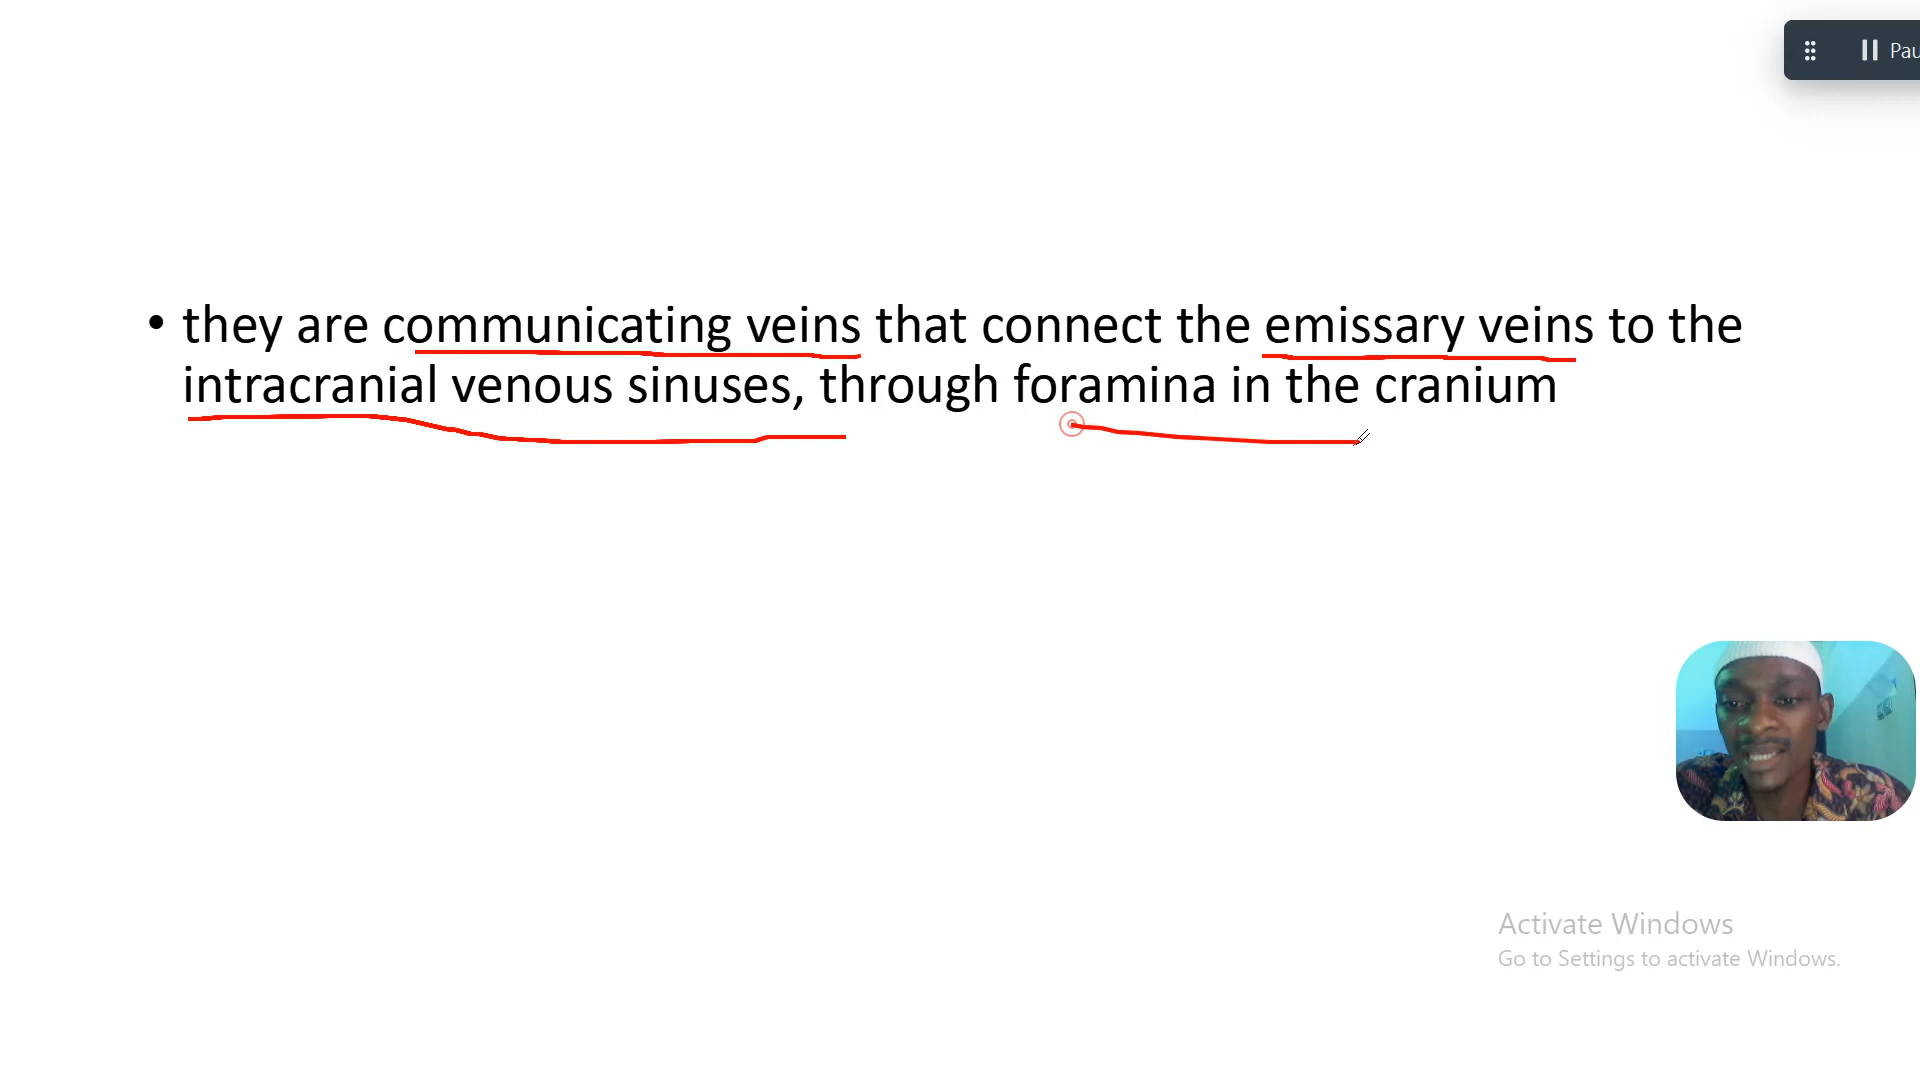 Pau
• they are communicating veins that connect the emissary veins to the
intracranial venous sinuses, through foramina in the cranium
Activate Windows
Go to Settings to activate Windows.